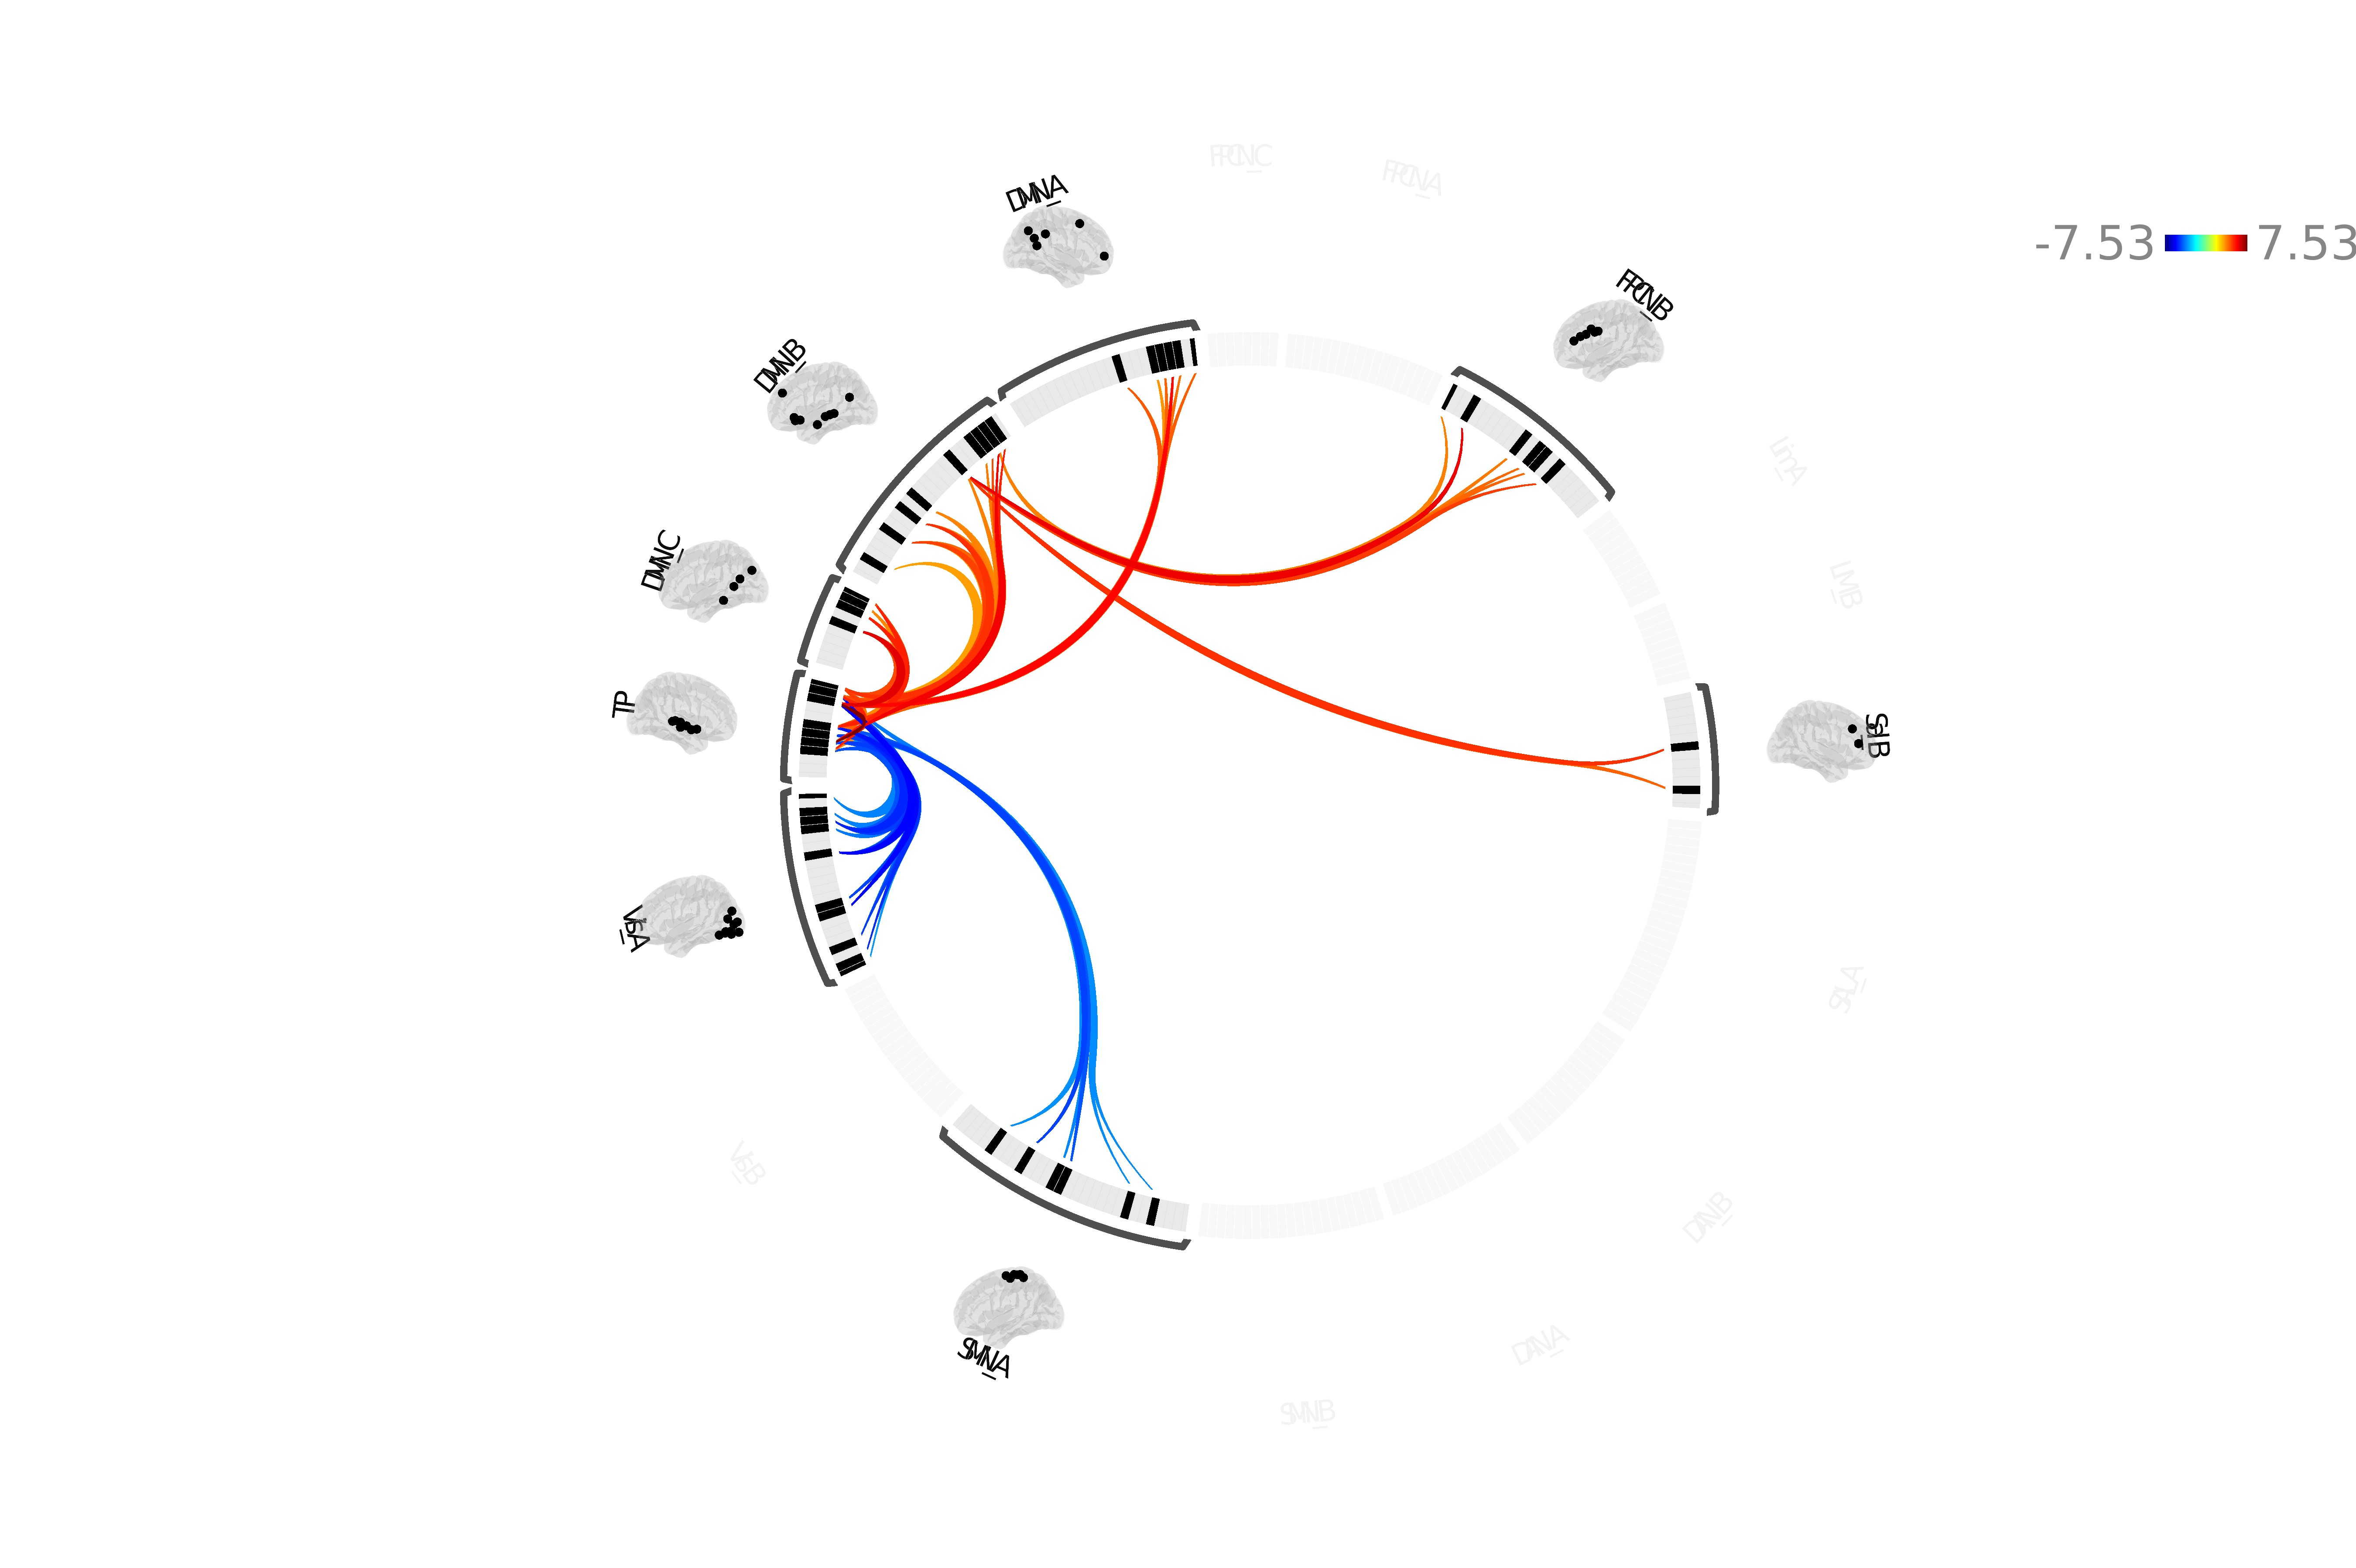 FPCN_C
FPCN_A
DMN_A
-7.53 7.53
FPCN_B
DMN_B
Lim_A
DMN_C
LIM_B
TP
Sal_B
Vis_A
SAL_A
Vis_B
DAN_B
SMN_A
DAN_A
SMN_B